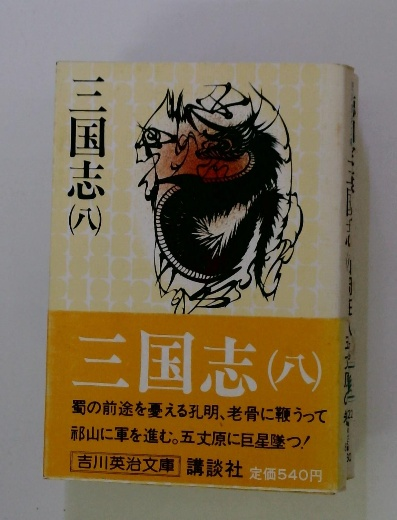 三国志
(八)
三国志(八)
蜀の前途を憂える孔明、老骨に鞭うって
祁山に軍を進む。五丈原に巨星墜つ!
吉川英治文庫 講談社 定価540円